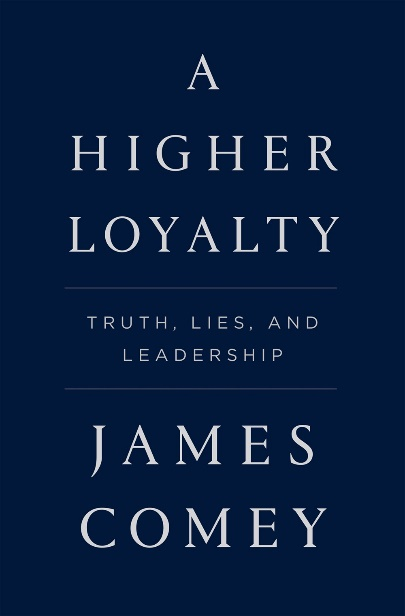 A
HIGHER
LOYALTY
TRUTH, LIES, AND
LEADERSHIP
JAMES
COMEY